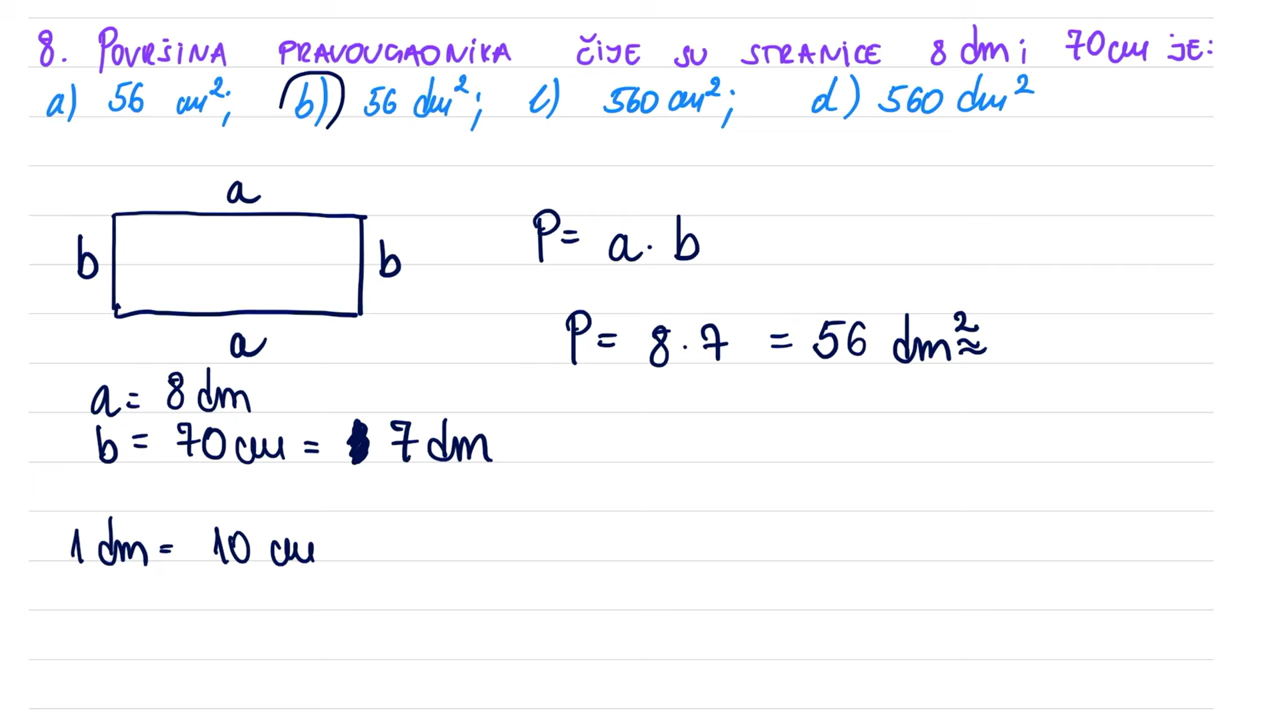 8. POVRŠINA PRAVOUGAONIKA ČIJE SU STRANICE 8 dm i 70 cm JE:
a) 56 cm²; b) 56 dm²; c) 560 cm²; d) 560 dm²
a
b
b
a
P = a · b
P = 8 · 7 = 56 dm²
a = 8 dm
b = 70 cm = 7 dm
1 dm = 10 cm